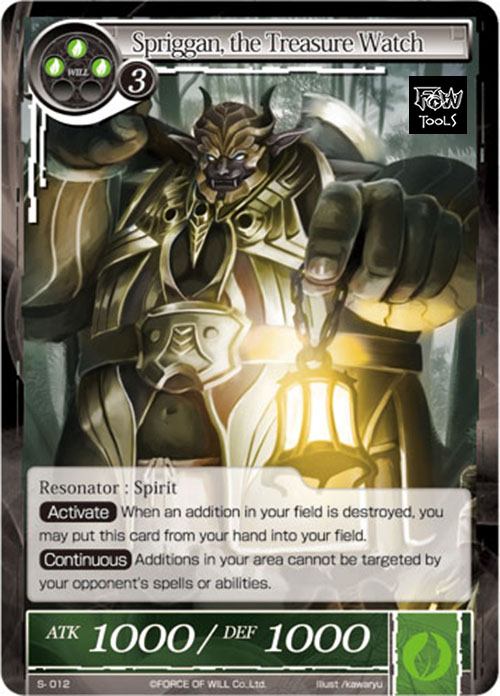 Spriggan, the Treasure Watch
WILL
3
FOW
TOOLS
Resonator : Spirit
Activate When an addition in your field is destroyed, you
may put this card from your hand into your field.
Continuous Additions in your area cannot be targeted by
your opponent's spells or abilities.
ATK 1000 / DEF 1000
S- 012 ©FORCE OF WILL Co.,Ltd. Illust /kawaryu